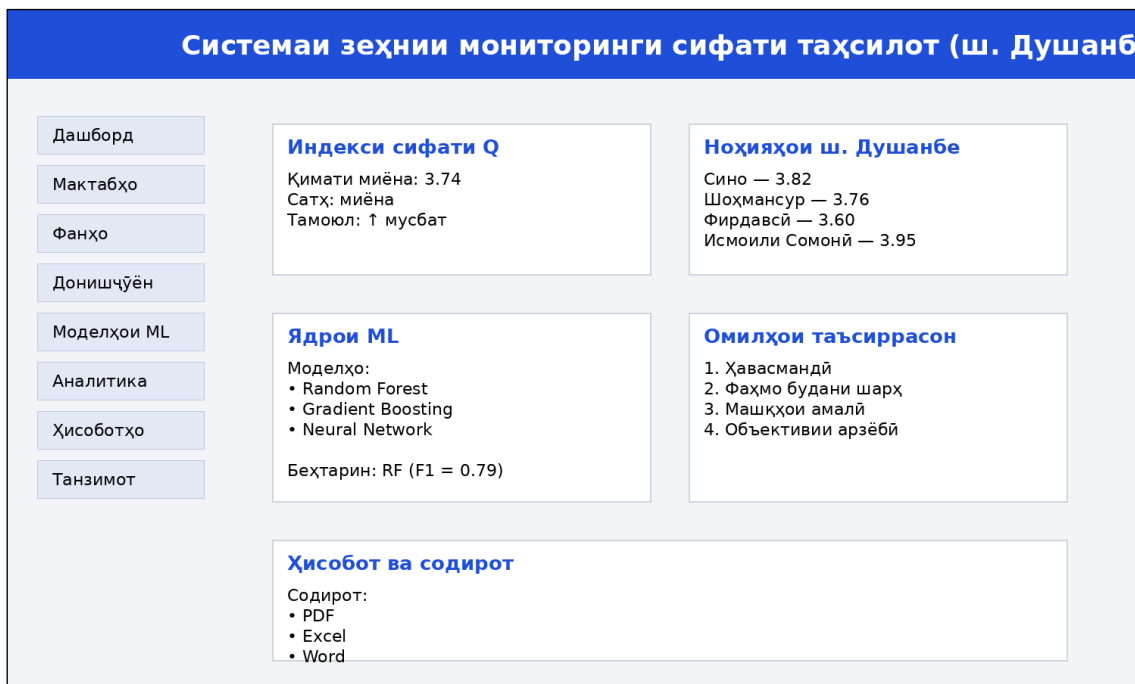 Системаи зеҳнии мониторинги сифати таҳсилот (ш. Душанб
Дашборд
Мактабҳо
Фанҳо
Донишҷӯён
Моделҳои ML
Аналитика
Ҳисоботҳо
Танзимот
Индекси сифати Q
Қимати миёна: 3.74
Сатҳ: миёна
Тамоюл: ↑ мусбат
Ноҳияҳои ш. Душанбе
Сино — 3.82
Шоҳмансур — 3.76
Фирдавсӣ — 3.60
Исмоили Сомонӣ — 3.95
Ядрои ML
Моделҳо:
• Random Forest
• Gradient Boosting
• Neural Network
Беҳтарин: RF (F1 = 0.79)
Омилҳои таъсиррасон
1. Ҳавасмандӣ
2. Фаҳмо будани шарҳ
3. Машқҳои амалӣ
4. Объективии арзёбӣ
Ҳисобот ва содирот
Содирот:
• PDF
• Excel
• Word